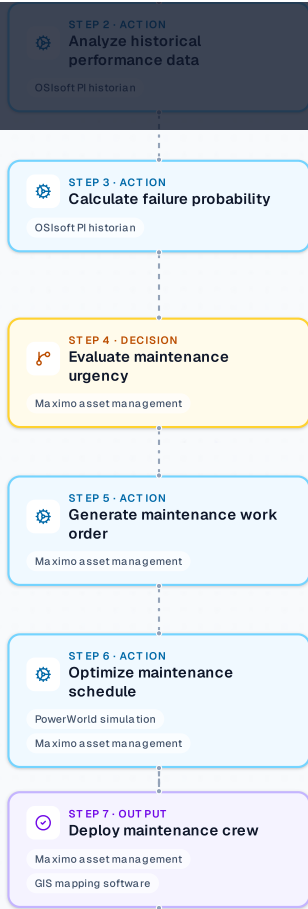 STEP 2 · ACTION
Analyze historical
performance data
OSIsoft PI historian
STEP 3 · ACTION
Calculate failure probability
OSIsoft PI historian
STEP 4 · DECISION
Evaluate maintenance
urgency
Maximo asset management
STEP 5 · ACTION
Generate maintenance work
order
Maximo asset management
STEP 6 · ACTION
Optimize maintenance
schedule
PowerWorld simulation
Maximo asset management
STEP 7 · OUTPUT
Deploy maintenance crew
Maximo asset management
GIS mapping software